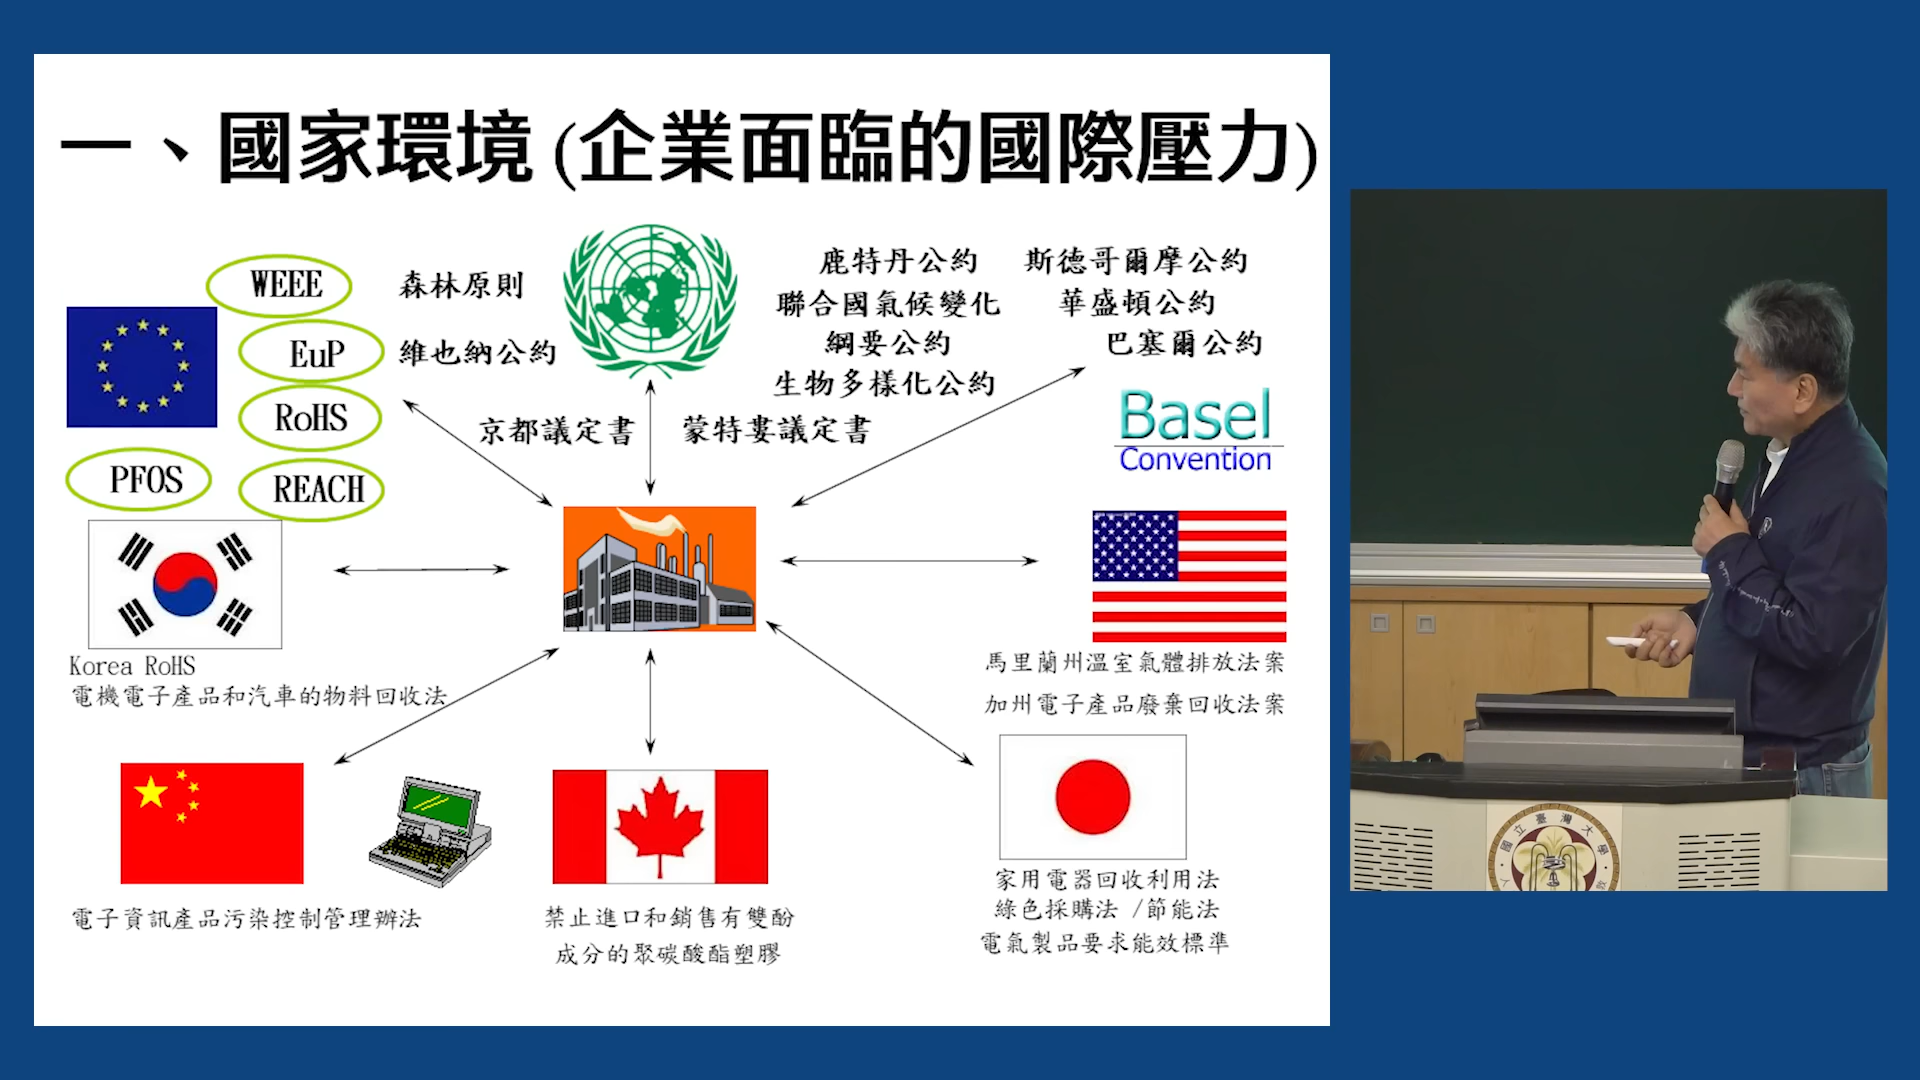 一、國家環境 (企業面臨的國際壓力)
WEEE
森林原則
EuP
維也納公約
RoHS
PFOS
REACH
京都議定書
蒙特婁議定書
鹿特丹公約
聯合國氣候變化
綱要公約
生物多樣化公約
斯德哥爾摩公約
華盛頓公約
巴塞爾公約
Basel
Convention
Korea RoHS
電機電子產品和汽車的物料回收法
馬里蘭州溫室氣體排放法案
加州電子產品廢棄回收法案
電子資訊產品污染控制管理辦法
禁止進口和銷售有雙酚
成分的聚碳酸酯塑膠
家用電器回收利用法
綠色採購法 /節能法
電氣製品要求能效標準
國立臺灣大學